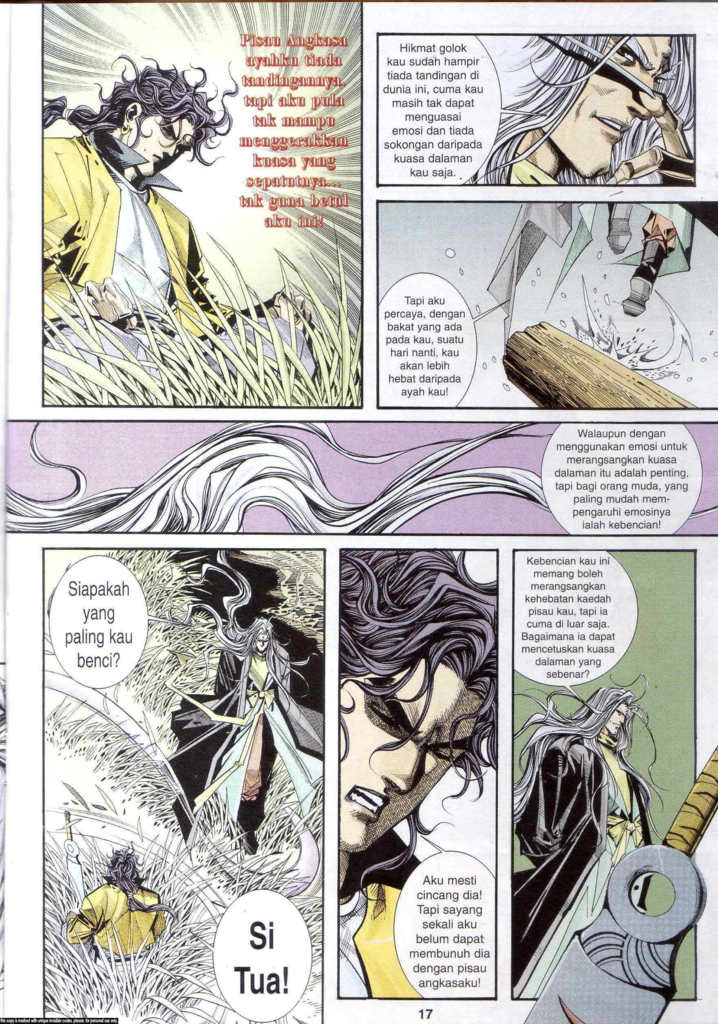 Pisau Angkasa
ayahku tiada
tandingannya.
tapi aku pula
tak mampu
menggerakkan
kuasa yang
sepatutnya...
tak guna betul
aku ini!
Hikmat golok
kau sudah hampir
tiada tandingan di
dunia ini, cuma kau
masih tak dapat
menguasai
emosi dan tiada
sokongan daripada
kuasa dalaman
kau saja.
Tapi aku
percaya, dengan
bakat yang ada
pada kau, suatu
hari nanti, kau
akan lebih
hebat daripada
ayah kau!
Walaupun dengan
menggunakan emosi untuk
merangsangkan kuasa
dalaman itu adalah penting,
tapi bagi orang muda, yang
paling mudah mem-
pengaruhi emosinya
ialah kebencian!
Siapakah
yang
paling kau
benci?
Si
Tua!
Aku mesti
cincang dia!
Tapi sayang
sekali aku
belum dapat
membunuh dia
dengan pisau
angkasaku!
Kebencian kau ini
memang boleh
merangsangkan
kehebatan kaedah
pisau kau, tapi ia
cuma di luar saja.
Bagaimana ia dapat
mencetuskan kuasa
dalaman yang
sebenar?
17